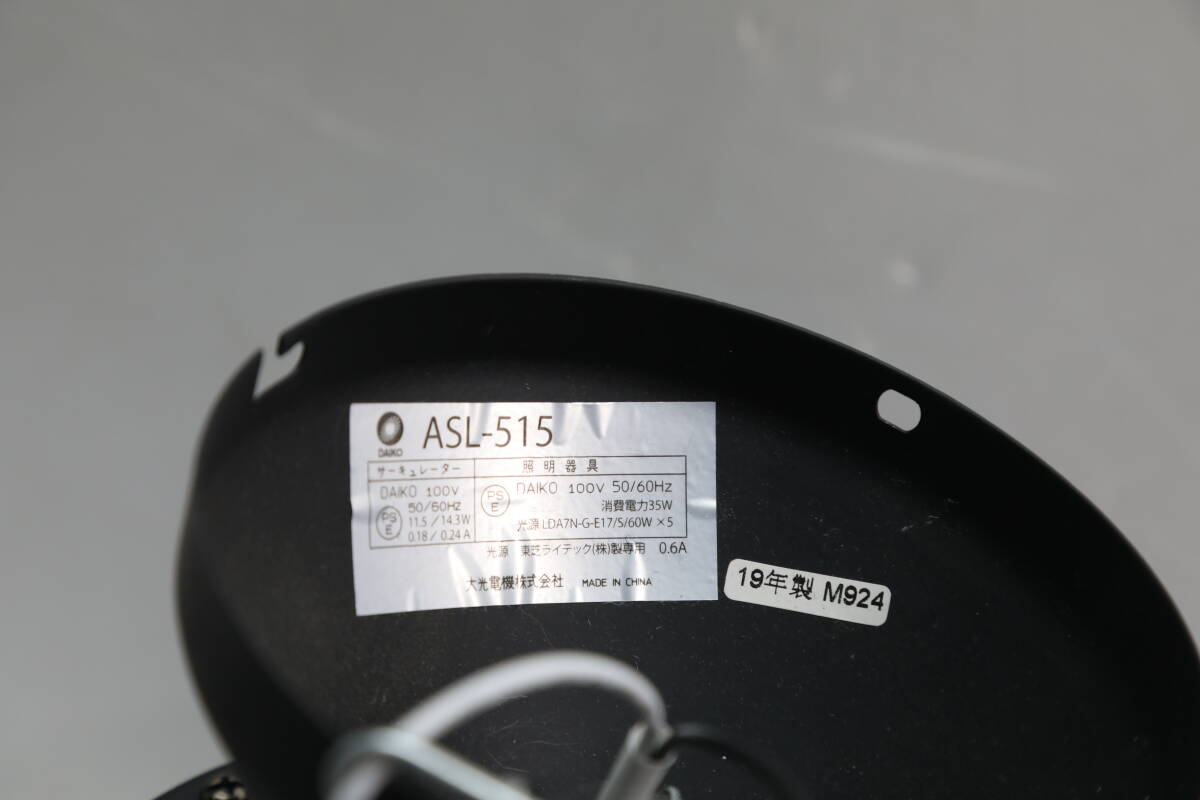 DAIKO
ASL-515
サーキュレーター
DAIKO 100V
50/60Hz
PS
E
11.5/14.3W
0.18/0.24A
照明器具
PS
E
DAIKO 100V 50/60Hz
消費電力35W
光源 LDA7N-G-E17/S/60W ×5
光源 東芝ライテック(株)製専用 0.6A
大光電機株式会社 MADE IN CHINA
19年製 M924